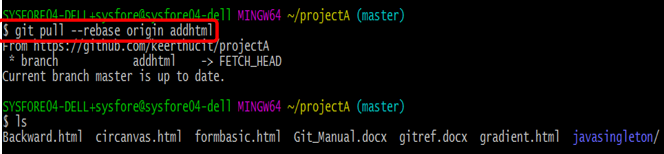 SYSFORE04-DELL+sysfore@sysfore04-dell MINGW64 ~/projectA (master)
$ git pull --rebase origin addhtml
From https://github.com/keerthucit/projectA
 * branch            addhtml    -> FETCH_HEAD
Current branch master is up to date.
SYSFORE04-DELL+sysfore@sysfore04-dell MINGW64 ~/projectA (master)
$ ls
Backward.html  circanvas.html  formbasic.html  Git_Manual.docx  gitref.docx  gradient.html  javasingleton/